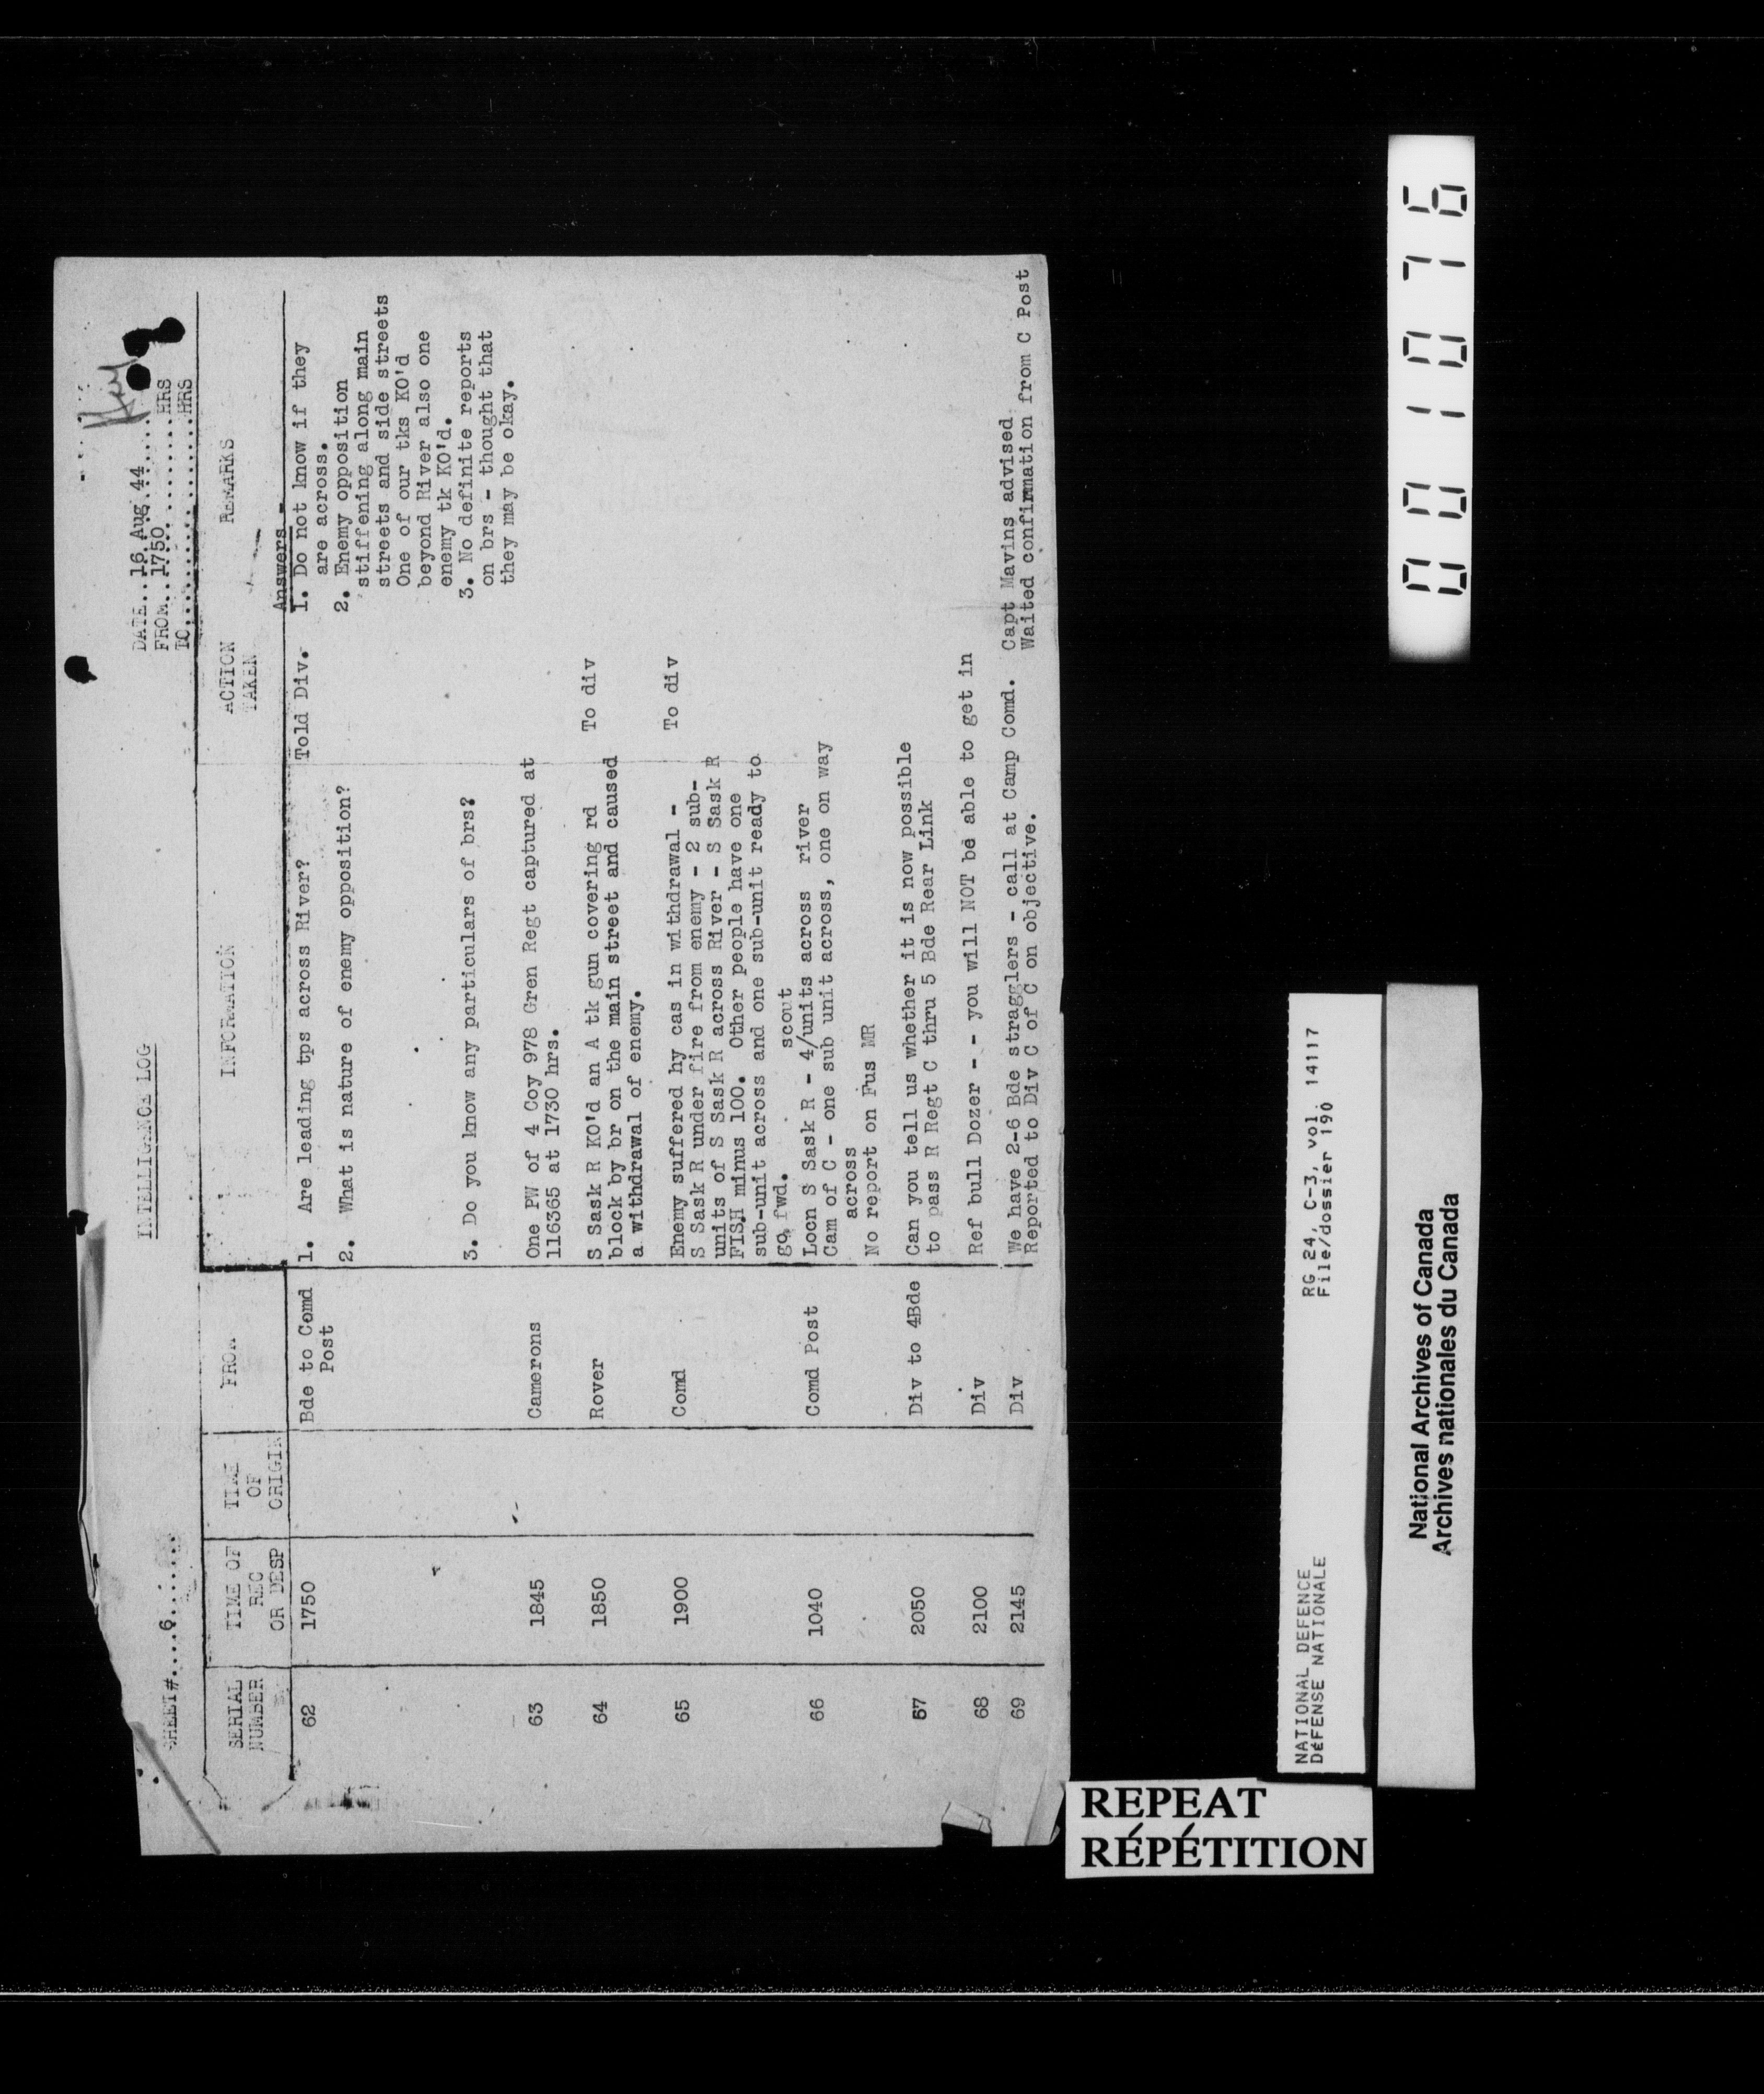 SHEET#....6.......
INTELLIGENCE LOG
DATE..16 Aug 44....
FROM..1750.........HRS
TO.................HRS
SERIAL NUMBER
TIME OF REC OR DESP
TIME OF ORIGIN
FROM
INFORMATION
ACTION TAKEN
REMARKS
62 1750 Bde to Comd Post
1. Are leading tps across River?
2. What is nature of enemy opposition?
3. Do you know any particulars of brs?
Told Div.
Answers -
1. Do not know if they
are across.
2. Enemy opposition
stiffening along main
streets and side streets
One of our tks KO'd
beyond River also one
enemy tk KO'd.
3. No definite reports
on brs - thought that
they may be okay.
63 1845 Camerons One PW of 4 Coy 978 Gren Regt captured at
116365 at 1730 hrs.
64 1850 Rover S Sask R KO'd an A tk gun covering rd To div
block by br on the main street and caused
a withdrawal of enemy.
65 1900 Comd Enemy suffered hy cas in withdrawal - To div
S Sask R under fire from enemy - 2 sub-
units of S Sask R across River - S Sask R
FISH minus 100. Other people have one
sub-unit across and one sub-unit ready to
go fwd.
scout
66 1040 Comd Post Locn S Sask R - 4/units across river
Cam of C - one sub unit across, one on way
across
No report on Fus MR
67 2050 Div to 4Bde Can you tell us whether it is now possible
to pass R Regt C thru 5 Bde Rear Link
68 2100 Div Ref bull Dozer - - you will NOT be able to get in
69 2145 Div We have 2-6 Bde stragglers - call at Camp Comd. Capt Mavins advised
Reported to Div C of C on objective. Waited confirmation from C Post
0001076
NATIONAL DEFENCE
DÉFENSE NATIONALE
RG 24, C-3, vol. 14117
File/dossier 190
National Archives of Canada
Archives nationales du Canada
REPEAT
RÉPÉTITION